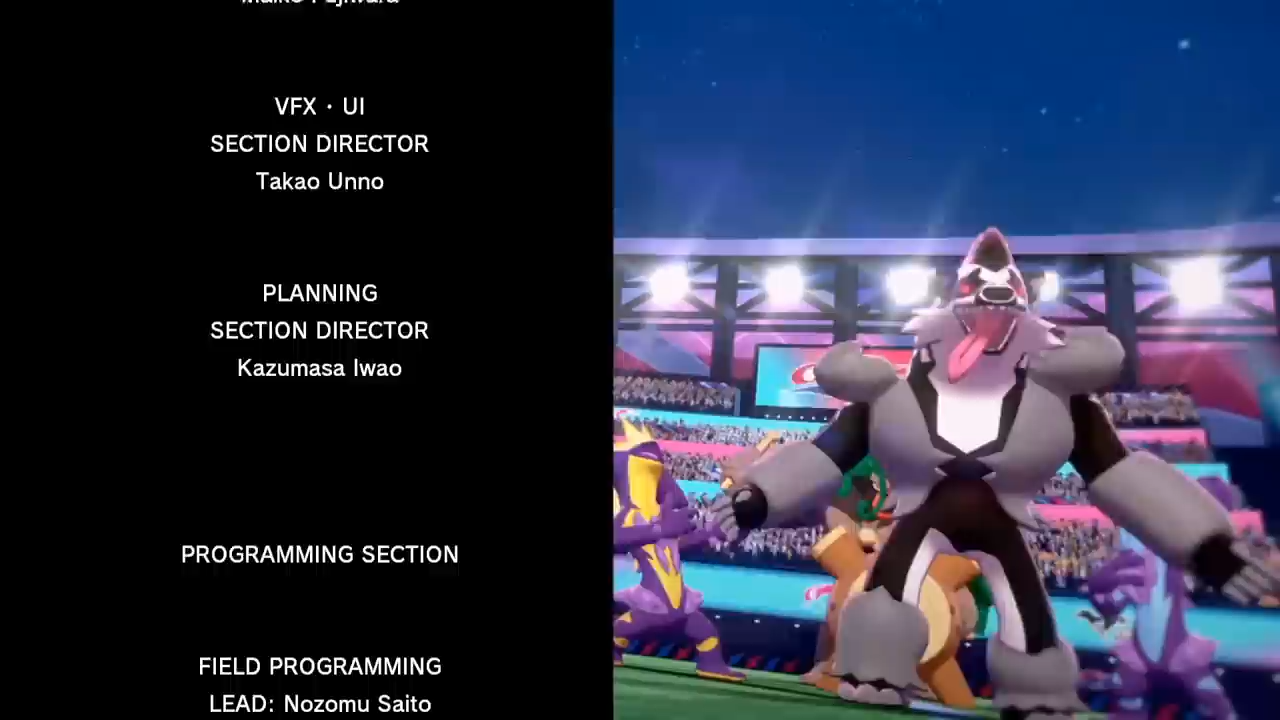 VFX・UI
SECTION DIRECTOR
Takao Unno
PLANNING
SECTION DIRECTOR
Kazumasa Iwao
PROGRAMMING SECTION
FIELD PROGRAMMING
LEAD: Nozomu Saito